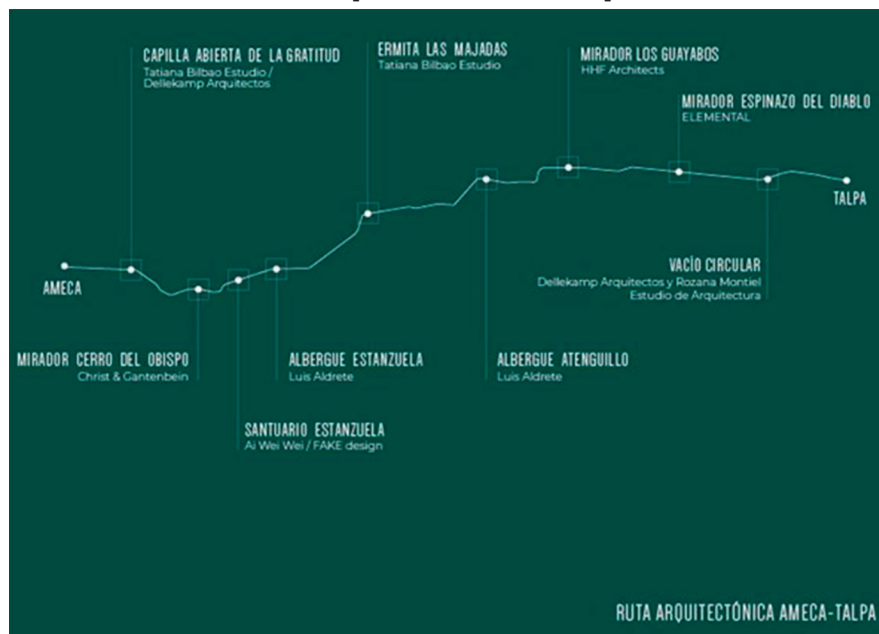 CAPILLA ABIERTA DE LA GRATITUD
Tatiana Bilbao Estudio /
Dellekamp Arquitectos
ERMITA LAS MAJADAS
Tatiana Bilbao Estudio
MIRADOR LOS GUAYABOS
HHF Architects
MIRADOR ESPINAZO DEL DIABLO
ELEMENTAL
TALPA
AMECA
VACÍO CIRCULAR
Dellekamp Arquitectos y Rozana Montiel
Estudio de Arquitectura
MIRADOR CERRO DEL OBISPO
Christ & Gantenbein
ALBERGUE ESTANZUELA
Luis Aldrete
ALBERGUE ATENGUILLO
Luis Aldrete
SANTUARIO ESTANZUELA
Ai Wei Wei / FAKE design
RUTA ARQUITECTÓNICA AMECA-TALPA